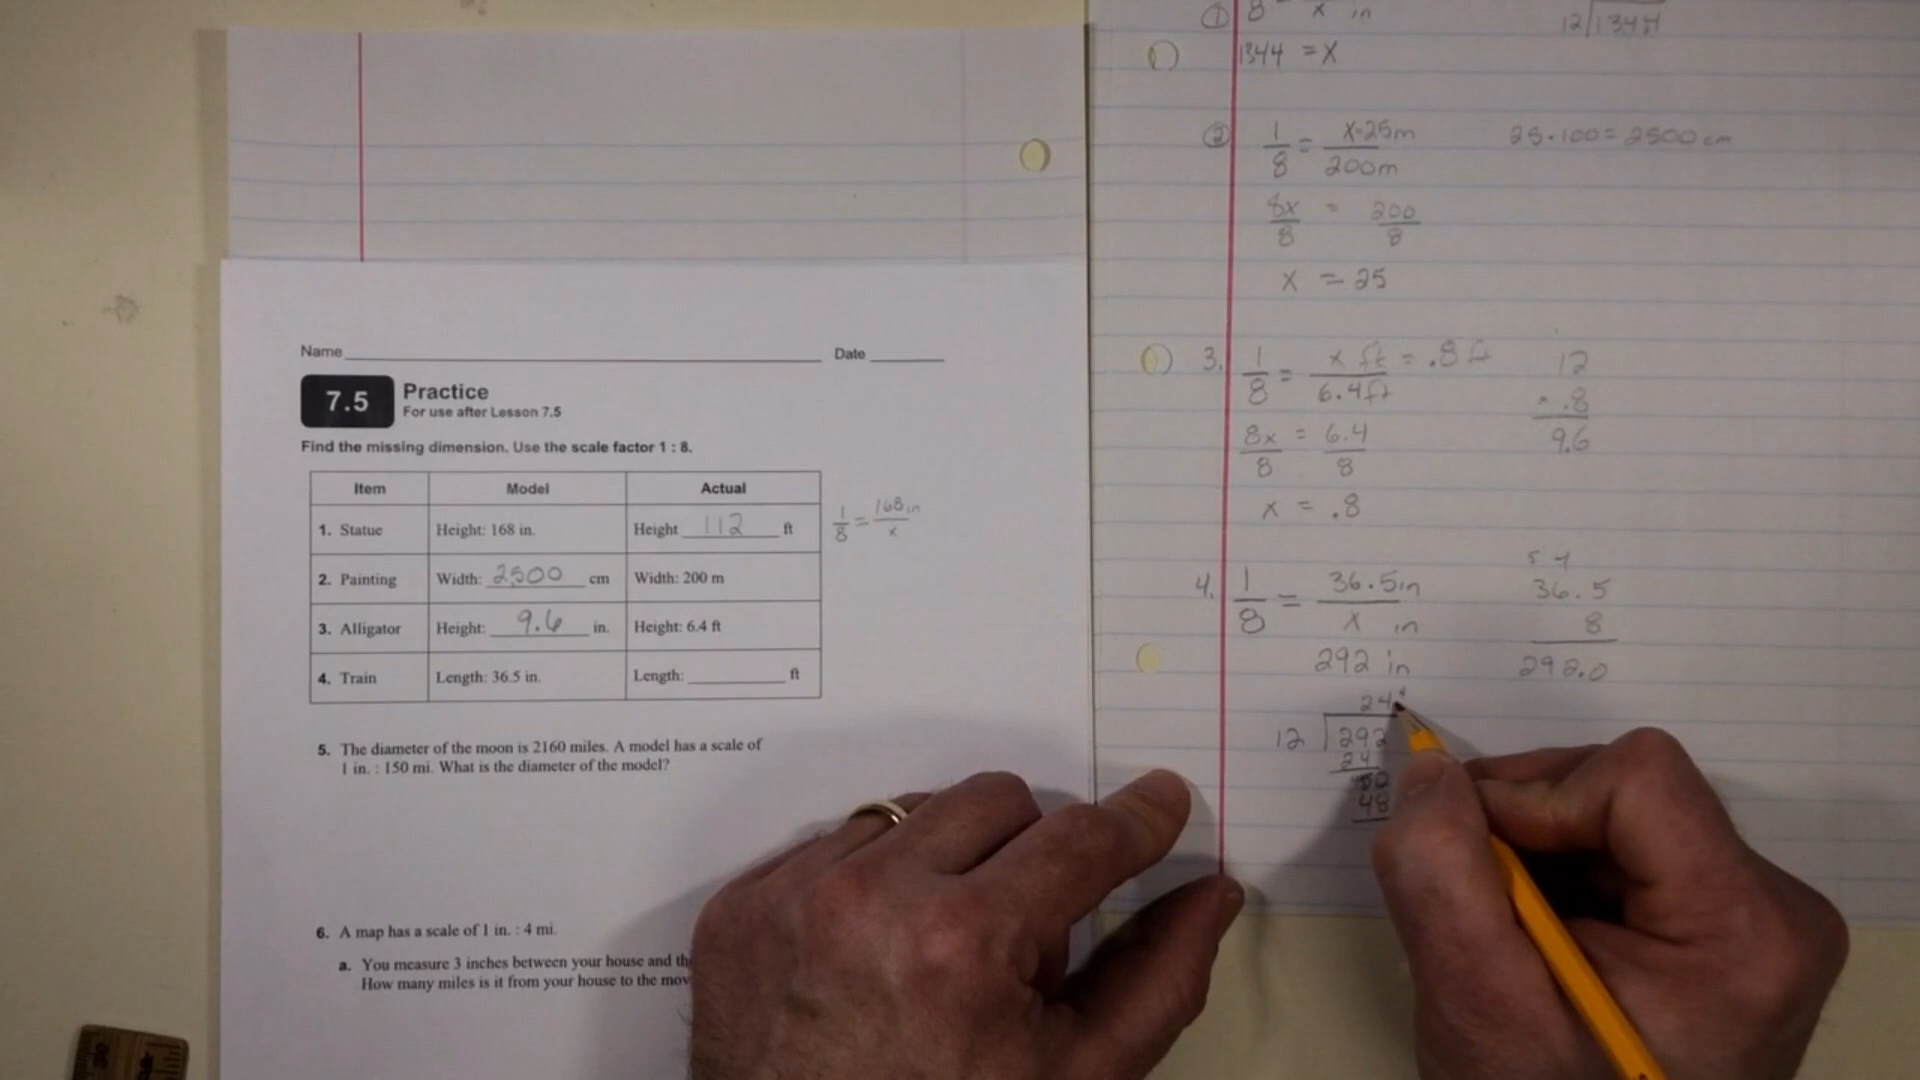 Name Date
7.5 Practice
For use after Lesson 7.5
Find the missing dimension. Use the scale factor 1 : 8.
Item Model Actual
1. Statue Height: 168 in. Height 112 ft
2. Painting Width: 2500 cm Width: 200 m
3. Alligator Height: 9.6 in. Height: 6.4 ft
4. Train Length: 36.5 in. Length: ft
1/8 = 168 in/x
5. The diameter of the moon is 2160 miles. A model has a scale of
1 in. : 150 mi. What is the diameter of the model?
6. A map has a scale of 1 in. : 4 mi.
a. You measure 3 inches between your house and
How many miles is it from your house to the
1 8 x in
1344 = x
2 1/8 = x=25m/200m 25·100= 2500 cm
8x/8 = 200/8
x = 25
3. 1/8 = x ft/6.4ft = .8 ft
8x/8 = 6.4/8
x = .8
12
× .8
9.6
4. 1/8 = 36.5in/x in
292 in
36.5
8
292.0
24
12 292
24
48